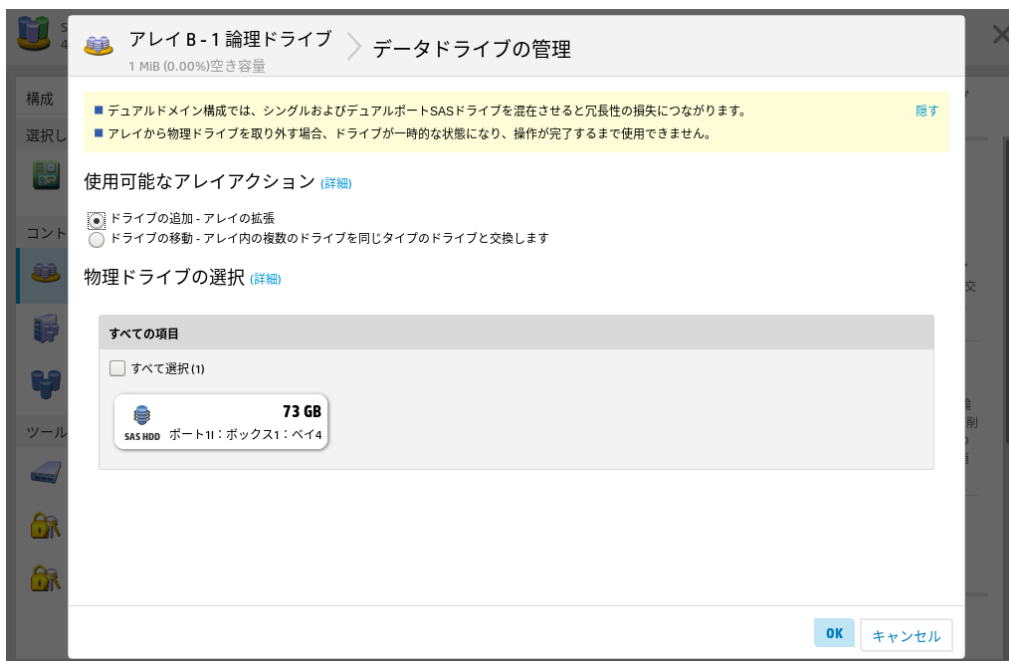 S
4
アレイ B - 1 論理ドライブ
データドライブの管理
1 MiB (0.00%)空き容量
構成
選択し
コント
ツール
デュアルドメイン構成では、シングルおよびデュアルポートSASドライブを混在させると冗長性の損失につながります。
隠す
アレイから物理ドライブを取り外す場合、ドライブが一時的な状態になり、操作が完了するまで使用できません。
使用可能なアレイアクション (詳細)
ドライブの追加 - アレイの拡張
ドライブの移動 - アレイ内の複数のドライブを同じタイプのドライブと交換します
物理ドライブの選択 (詳細)
すべての項目
すべて選択 (1)
73 GB
SAS HDD ポート1I：ボックス1：ベイ4
交
削
OK
キャンセル